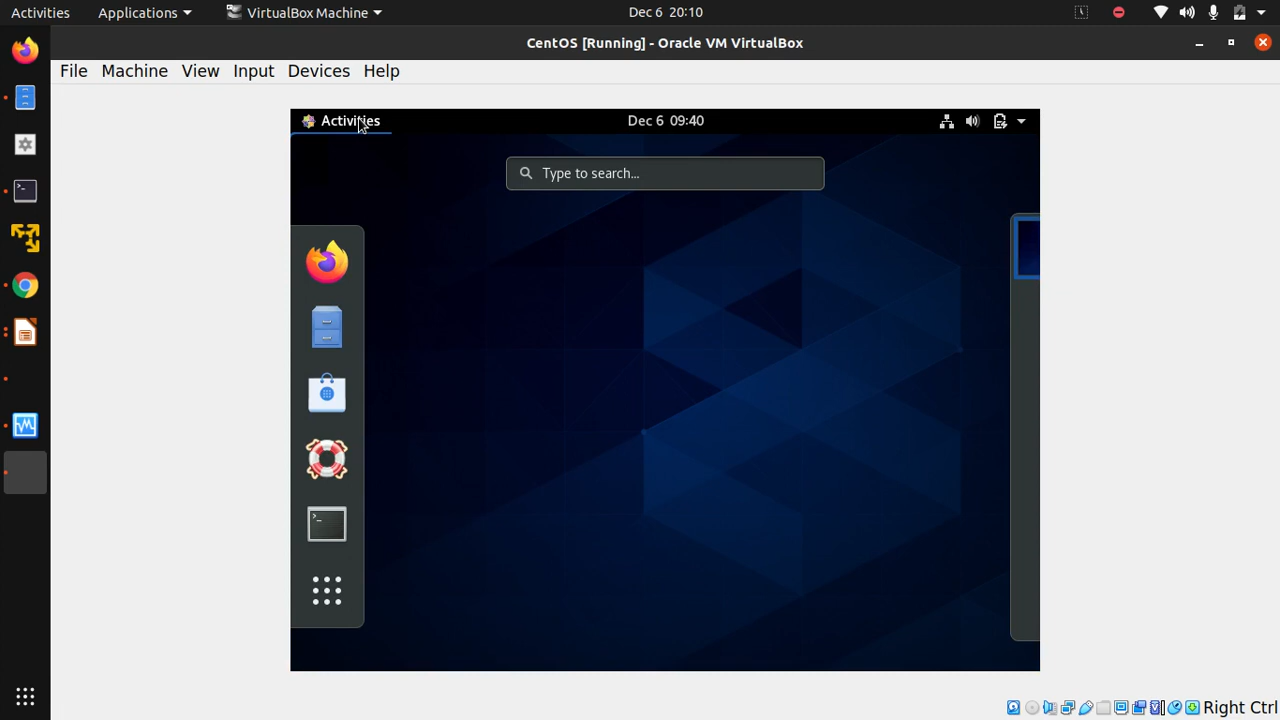 Activities Applications VirtualBox Machine Dec 6 20:10
CentOS [Running] - Oracle VM VirtualBox
File Machine View Input Devices Help
Activities Dec 6 09:40
Type to search...
Right Ctrl